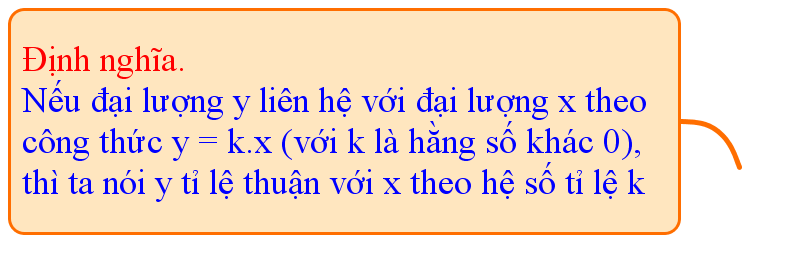 Định nghĩa.
Nếu đại lượng y liên hệ với đại lượng x theo
công thức y = k.x (với k là hằng số khác 0),
thì ta nói y tỉ lệ thuận với x theo hệ số tỉ lệ k